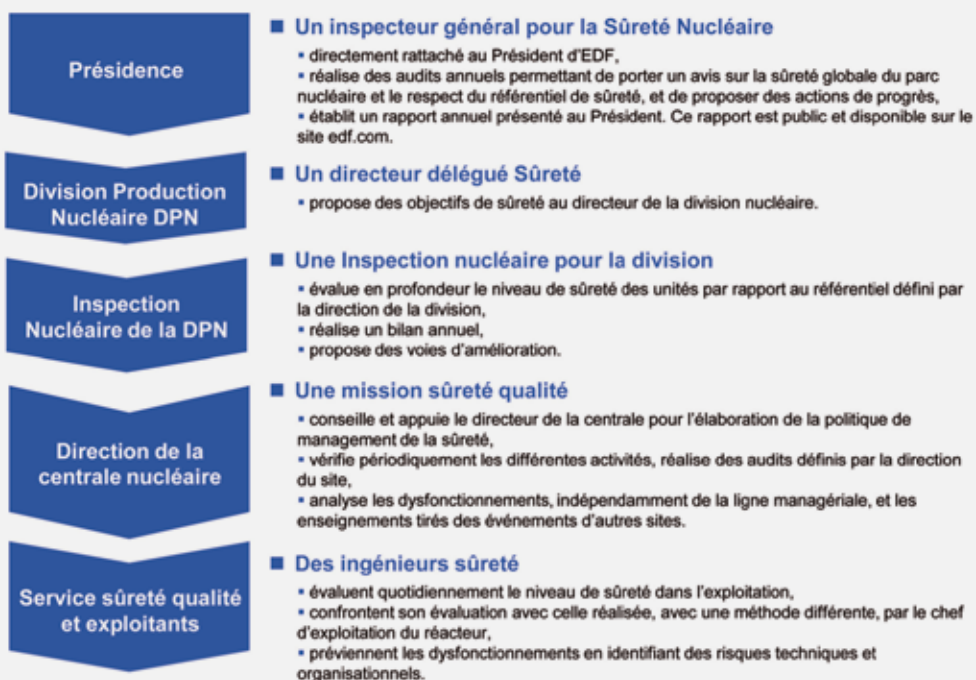 Présidence
■ Un inspecteur général pour la Sûreté Nucléaire
▪ directement rattaché au Président d'EDF,
▪ réalise des audits annuels permettant de porter un avis sur la sûreté globale du parc
nucléaire et le respect du référentiel de sûreté, et de proposer des actions de progrès,
▪ établit un rapport annuel présenté au Président. Ce rapport est public et disponible sur le
site edf.com.
Division Production
Nucléaire DPN
■ Un directeur délégué Sûreté
▪ propose des objectifs de sûreté au directeur de la division nucléaire.
Inspection
Nucléaire de la DPN
■ Une Inspection nucléaire pour la division
▪ évalue en profondeur le niveau de sûreté des unités par rapport au référentiel défini par
la direction de la division,
▪ réalise un bilan annuel,
▪ propose des voies d'amélioration.
Direction de la
centrale nucléaire
■ Une mission sûreté qualité
▪ conseille et appuie le directeur de la centrale pour l'élaboration de la politique de
management de la sûreté,
▪ vérifie périodiquement les différentes activités, réalise des audits définis par la direction
du site,
▪ analyse les dysfonctionnements, indépendamment de la ligne managériale, et les
enseignements tirés des événements d'autres sites.
Service sûreté qualité
et exploitants
■ Des ingénieurs sûreté
▪ évaluent quotidiennement le niveau de sûreté dans l'exploitation,
▪ confrontent son évaluation avec celle réalisée, avec une méthode différente, par le chef
d'exploitation du réacteur,
▪ préviennent les dysfonctionnements en identifiant des risques techniques et
organisationnels.